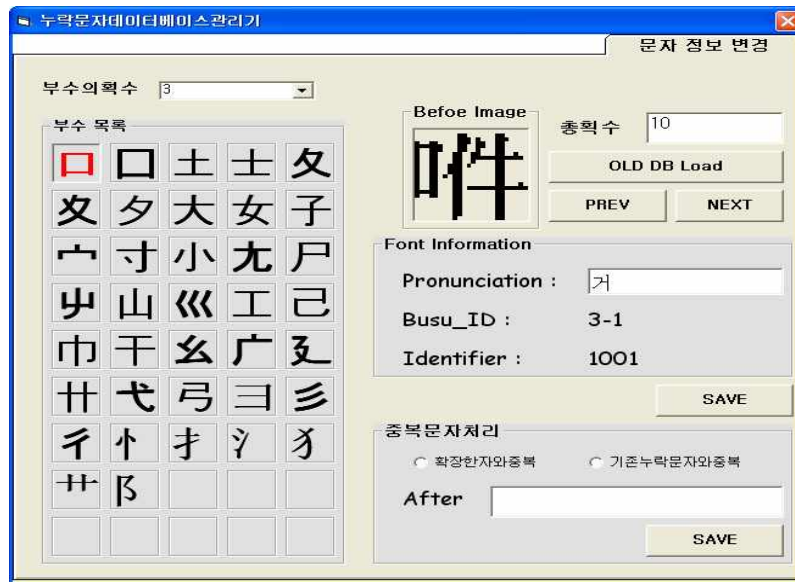 누락문자데이터베이스관리기
문자 정보 변경
부수의획수 3
부수 목록
口 囗 土 士 夂
夊 夕 大 女 子
宀 寸 小 尢 尸
屮 山 巛 工 己
巾 干 幺 广 廴
廾 弋 弓 彐 彡
彳 忄 扌 氵 犭
艹 阝
Befoe Image
총획수 10
OLD DB Load
PREV NEXT
Font Information
Pronunciation : 거
Busu_ID : 3-1
Identifier : 1001
SAVE
중복문자처리
확장한자와중복 기존누락문자와중복
After
SAVE